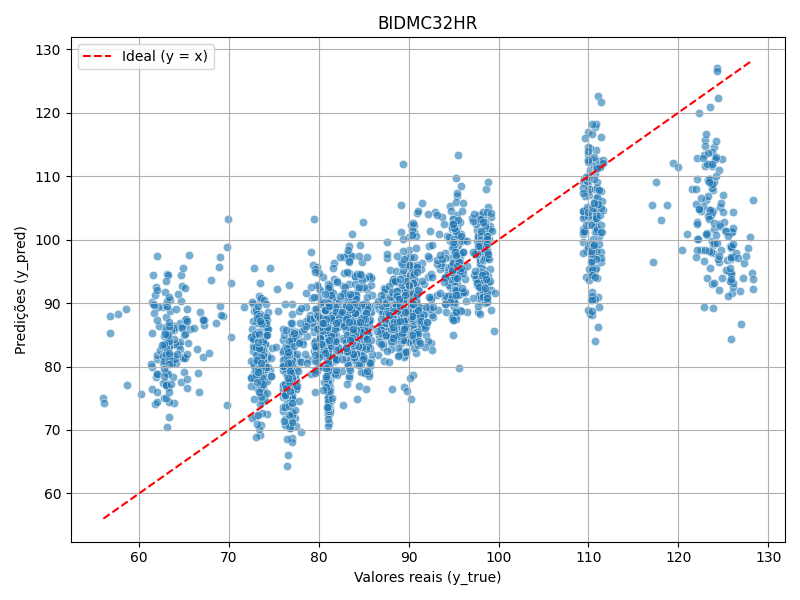 BIDMC32HR
Ideal (y = x)
130
120
110
100
90
80
70
60
Predições (y_pred)
60 70 80 90 100 110 120 130
Valores reais (y_true)